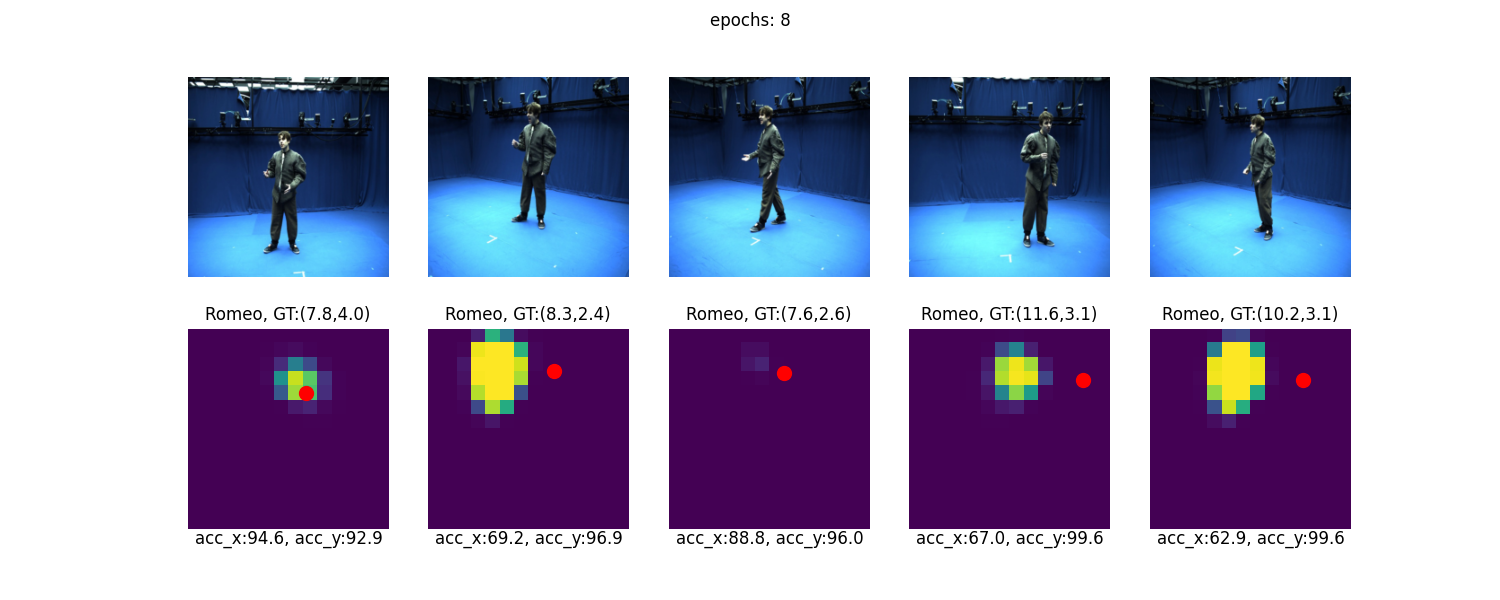 epochs: 8
Romeo, GT:(7.8,4.0)
Romeo, GT:(8.3,2.4)
Romeo, GT:(7.6,2.6)
Romeo, GT:(11.6,3.1)
Romeo, GT:(10.2,3.1)
acc_x:94.6, acc_y:92.9
acc_x:69.2, acc_y:96.9
acc_x:88.8, acc_y:96.0
acc_x:67.0, acc_y:99.6
acc_x:62.9, acc_y:99.6